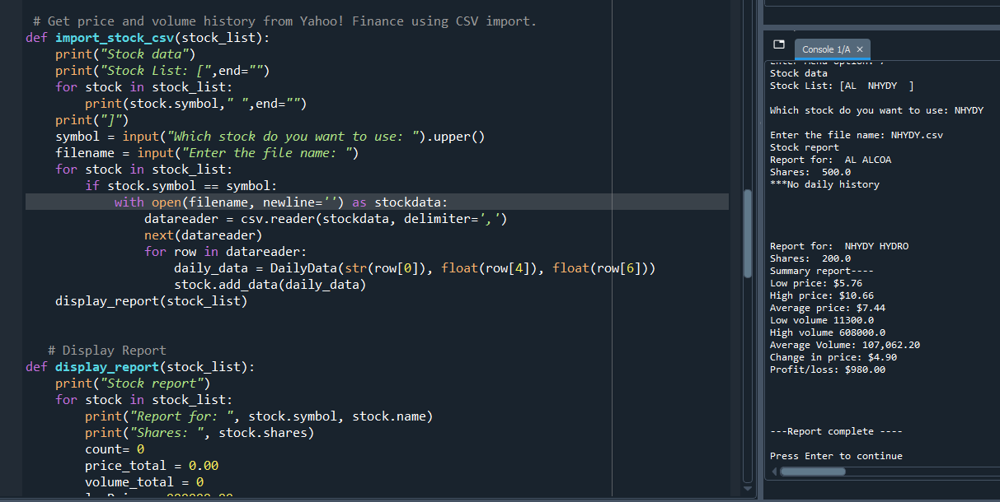 # Get price and volume history from Yahoo! Finance using CSV import.
def import_stock_csv(stock_list):
print("Stock data")
print("Stock List: [",end="")
for stock in stock_list:
print(stock.symbol," ",end="")
print("]")
symbol = input("Which stock do you want to use: ").upper()
filename = input("Enter the file name: ")
for stock in stock_list:
if stock.symbol == symbol:
with open(filename, newline='') as stockdata:
datareader = csv.reader(stockdata, delimiter=',')
next(datareader)
for row in datareader:
daily_data = DailyData(str(row[0]), float(row[4]), float(row[6]))
stock.add_data(daily_data)
display_report(stock_list)
# Display Report
def display_report(stock_list):
print("Stock report")
for stock in stock_list:
print("Report for: ", stock.symbol, stock.name)
print("Shares: ", stock.shares)
count= 0
price_total = 0.00
volume_total = 0
Console 1/A ×
Stock data
Stock List: [AL  NHYDY  ]
Which stock do you want to use: NHYDY
Enter the file name: NHYDY.csv
Stock report
Report for:  AL ALCOA
Shares:  500.0
***No daily history
Report for:  NHYDY HYDRO
Shares:  200.0
Summary report----
Low price: $5.76
High price: $10.66
Average price: $7.44
Low volume 11300.0
High volume 608000.0
Average Volume: 107,062.20
Change in price: $4.90
Profit/loss: $980.00
---Report complete ----
Press Enter to continue